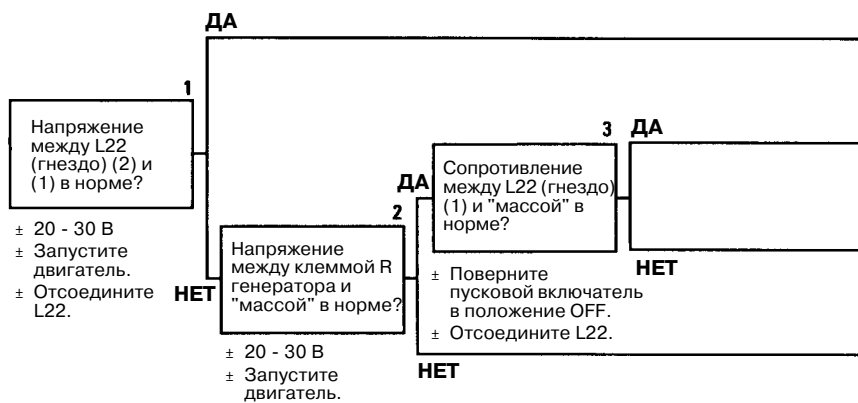 ДА
1
Напряжение
между L22
(гнездо) (2) и
(1) в норме?
± 20 - 30 В
± Запустите
двигатель.
± Отсоедините
L22.
НЕТ
2
Напряжение
между клеммой R
генератора и
"массой" в норме?
± 20 - 30 В
± Запустите
двигатель.
ДА
3
Сопротивление
между L22 (гнездо)
(1) и "массой" в
норме?
± Поверните
пусковой включатель
в положение OFF.
± Отсоедините L22.
НЕТ
ДА
НЕТ